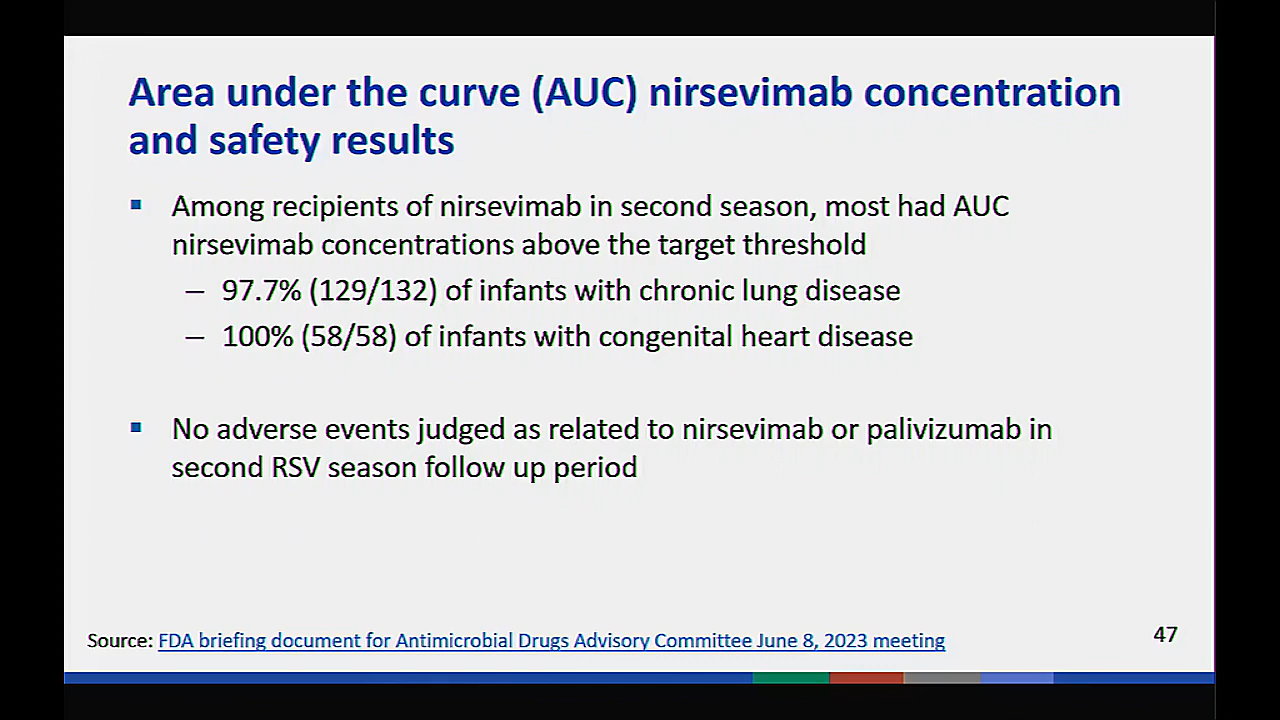 Area under the curve (AUC) nirsevimab concentration
and safety results
▪ Among recipients of nirsevimab in second season, most had AUC
nirsevimab concentrations above the target threshold
– 97.7% (129/132) of infants with chronic lung disease
– 100% (58/58) of infants with congenital heart disease
▪ No adverse events judged as related to nirsevimab or palivizumab in
second RSV season follow up period
Source: FDA briefing document for Antimicrobial Drugs Advisory Committee June 8, 2023 meeting
47